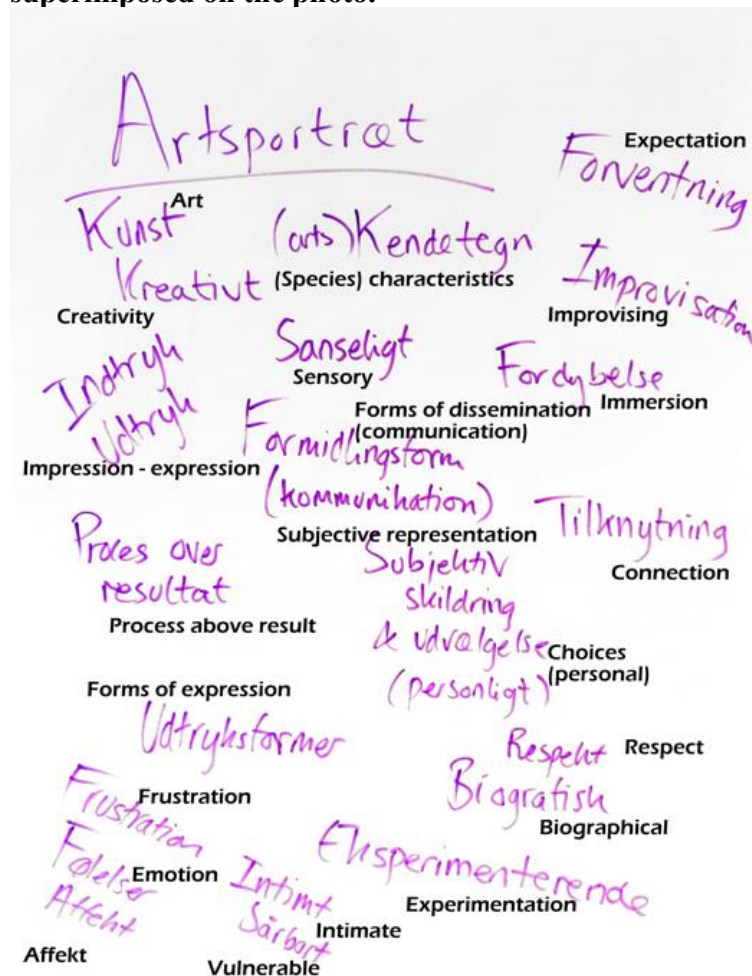 superimposed on the photo.
Artsportræt
Expectation
Forventning
Art
Kunst
(arts) Kendetegn
Kreativt
(Species) characteristics
Creativity
Improvisation
Improvising
Indtryk
Udtryk
Impression - expression
Sanseligt
Sensory
Fordybelse
Immersion
Forms of dissemination
(communication)
Formidlingsform
(kommunikation)
Tilknytning
Connection
Proces over
resultat
Process above result
Subjective representation
Subjektiv
skildring
& udvælgelse
(personligt)
Choices
(personal)
Forms of expression
Udtryksformer
Respekt Respect
Biografisk
Biographical
Frustration
Frustration
Følelser
Emotion
Affekt
Affekt
Intimt
Intimate
Sårbart
Vulnerable
Eksperimenterende
Experimentation